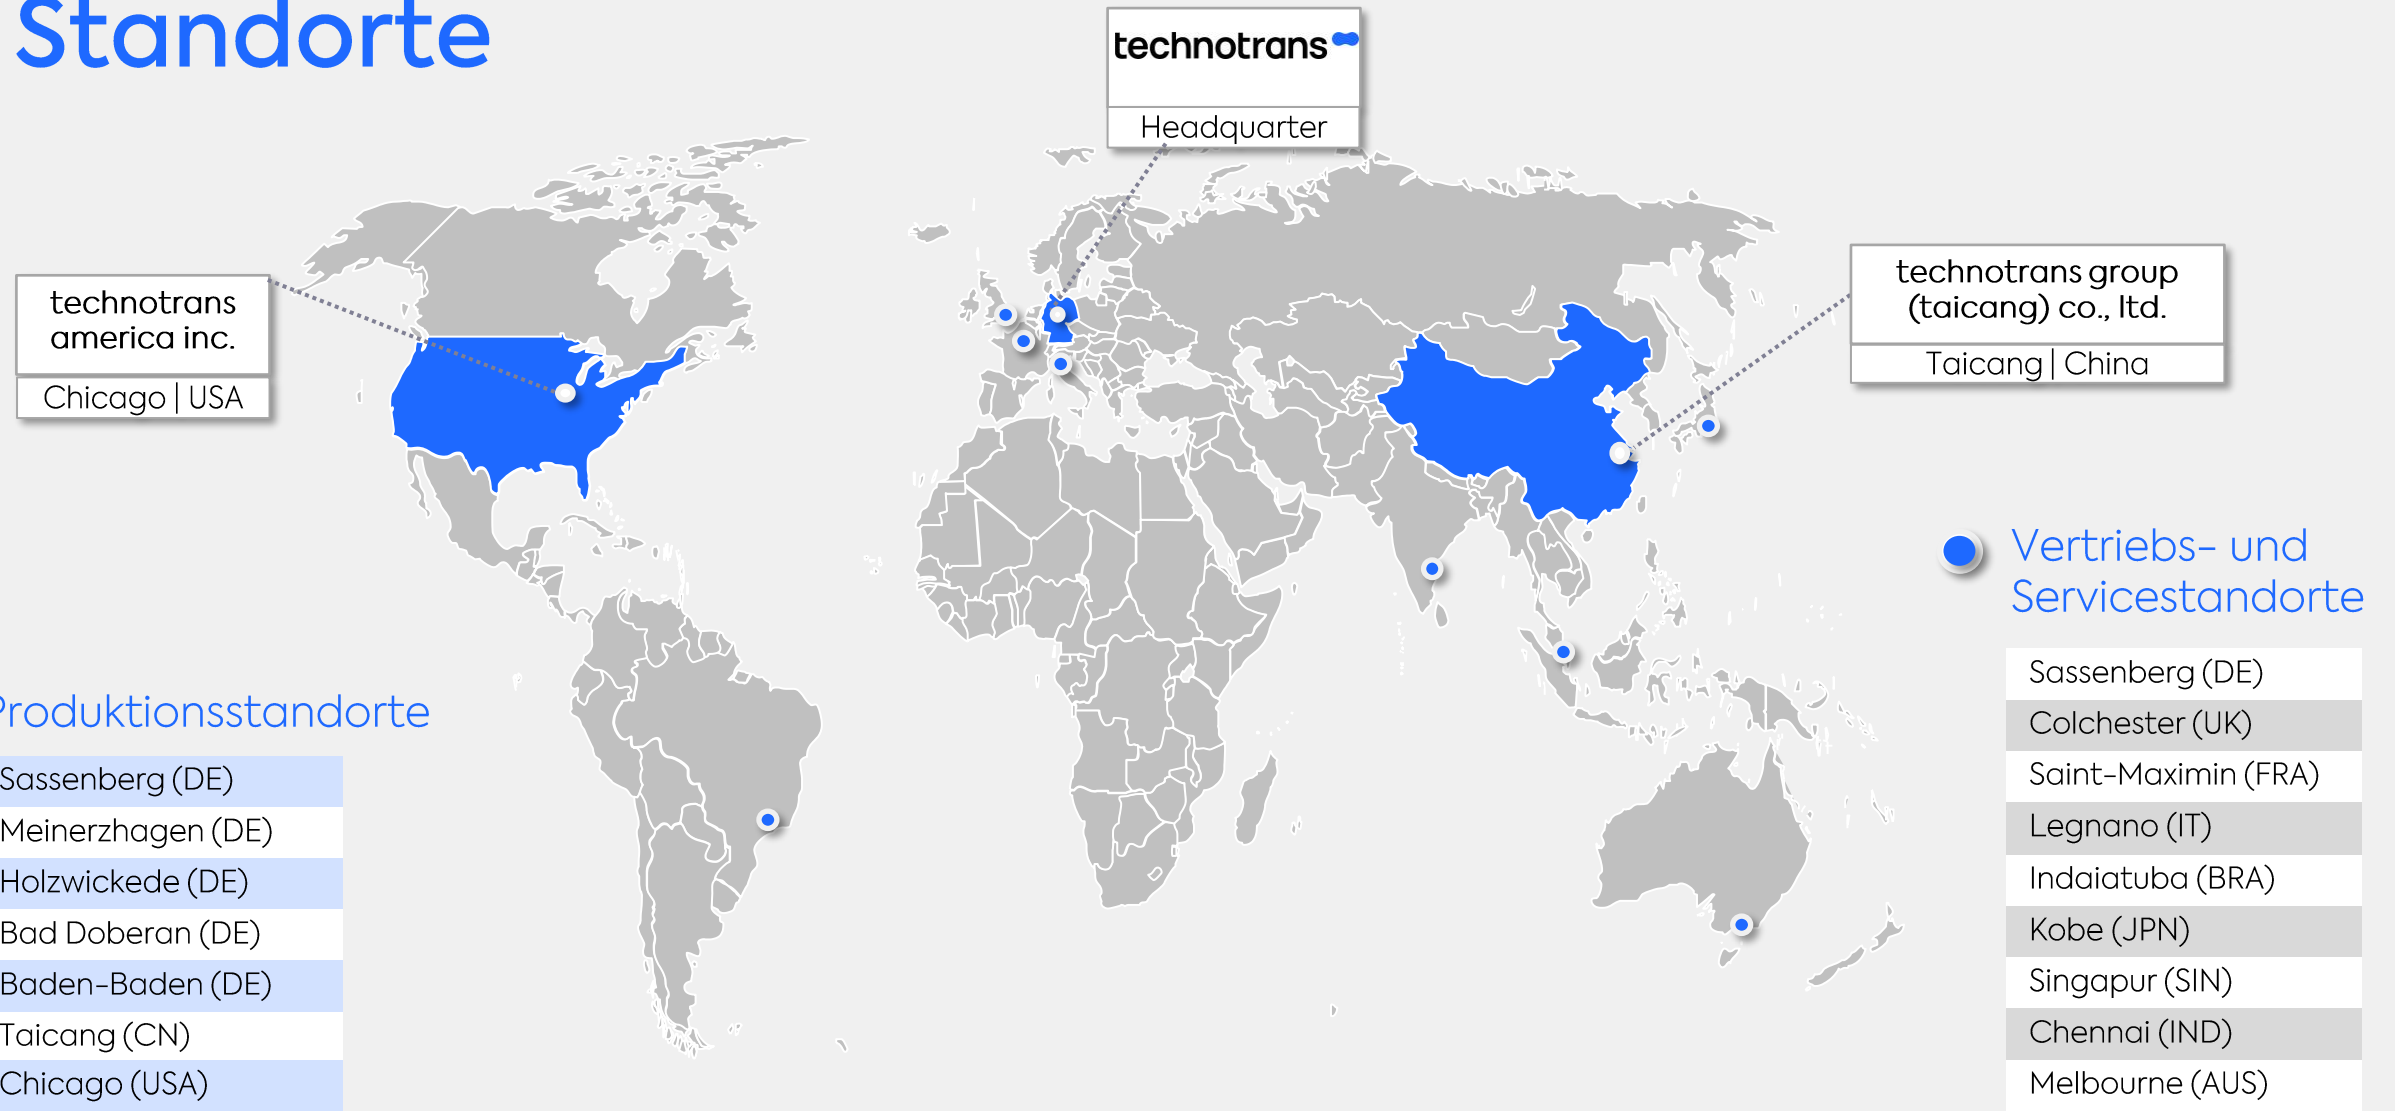 Standorte
technotrans
Headquarter
technotrans
america inc.
Chicago | USA
technotrans group
(taicang) co., ltd.
Taicang | China
Vertriebs- und
Servicestandorte
Sassenberg (DE)
Colchester (UK)
Saint-Maximin (FRA)
Legnano (IT)
Indaiatuba (BRA)
Kobe (JPN)
Singapur (SIN)
Chennai (IND)
Melbourne (AUS)
Produktionsstandorte
Sassenberg (DE)
Meinerzhagen (DE)
Holzwickede (DE)
Bad Doberan (DE)
Baden-Baden (DE)
Taicang (CN)
Chicago (USA)